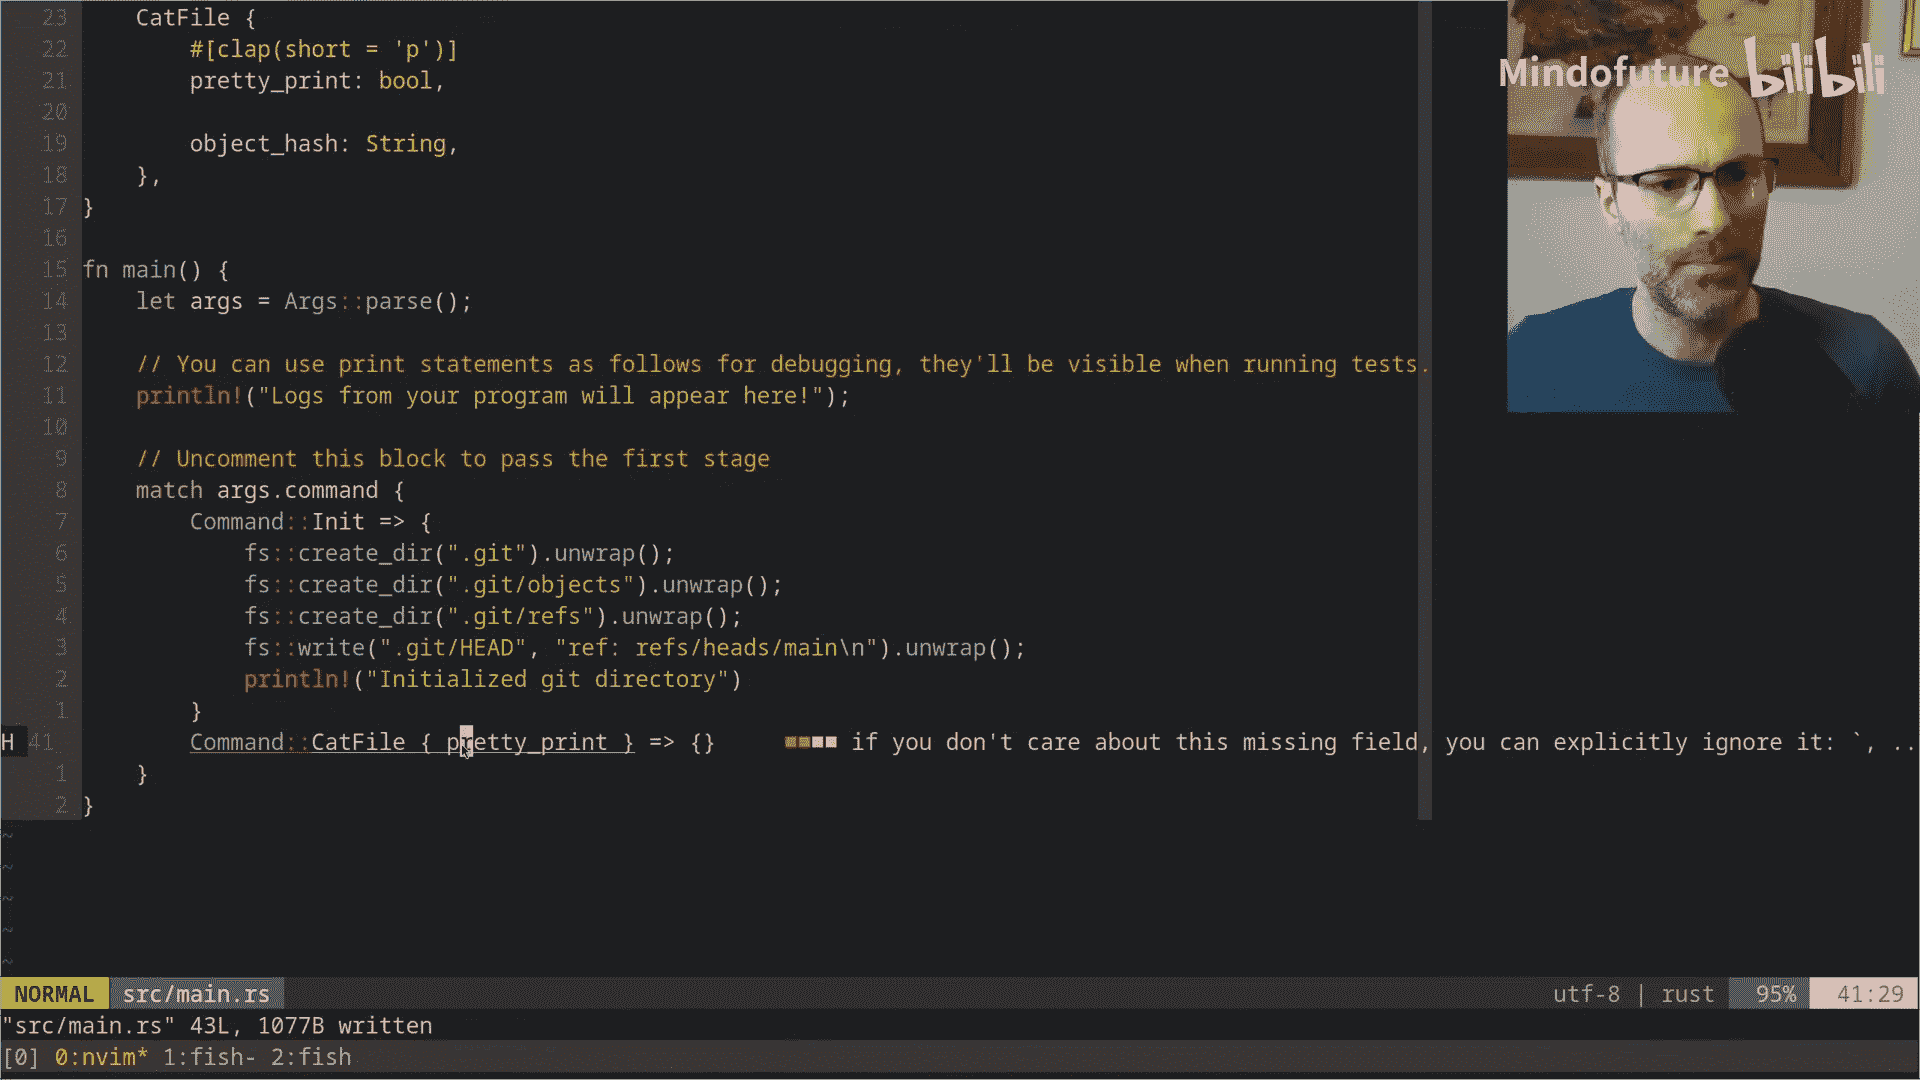 23 CatFile {
22 #[clap(short = 'p')]
21 pretty_print: bool,
20
19 object_hash: String,
18 },
17 }
16
15 fn main() {
14 let args = Args::parse();
13
12 // You can use print statements as follows for debugging, they'll be visible when running tests.
11 println!("Logs from your program will appear here!");
10
9 // Uncomment this block to pass the first stage
8 match args.command {
7 Command::Init => {
6 fs::create_dir(".git").unwrap();
5 fs::create_dir(".git/objects").unwrap();
4 fs::create_dir(".git/refs").unwrap();
3 fs::write(".git/HEAD", "ref: refs/heads/main\n").unwrap();
2 println!("Initialized git directory")
1 }
H 41 Command::CatFile { pretty_print } => {} ■■■■ if you don't care about this missing field, you can explicitly ignore it: `, ..
1 }
2 }
~
~
~
~
~
NORMAL src/main.rs utf-8 | rust 95% 41:29
"src/main.rs" 43L, 1077B written
[0] 0:nvim* 1:fish- 2:fish
Mindofuture bilibili